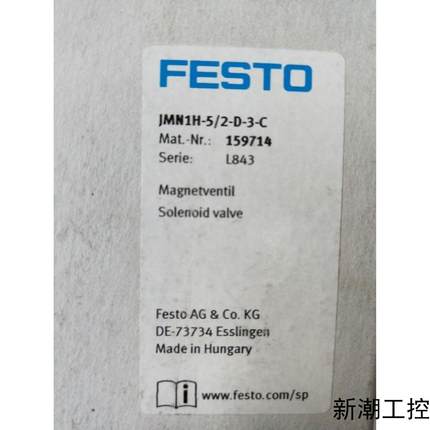 FESTO
JMN1H-5/2-D-3-C
Mat.-Nr.: 159714
Serie: L843
Magnetventil
Solenoid valve
Festo AG & Co. KG
DE-73734 Esslingen
Made in Hungary
www.festo.com/sp
新潮工控